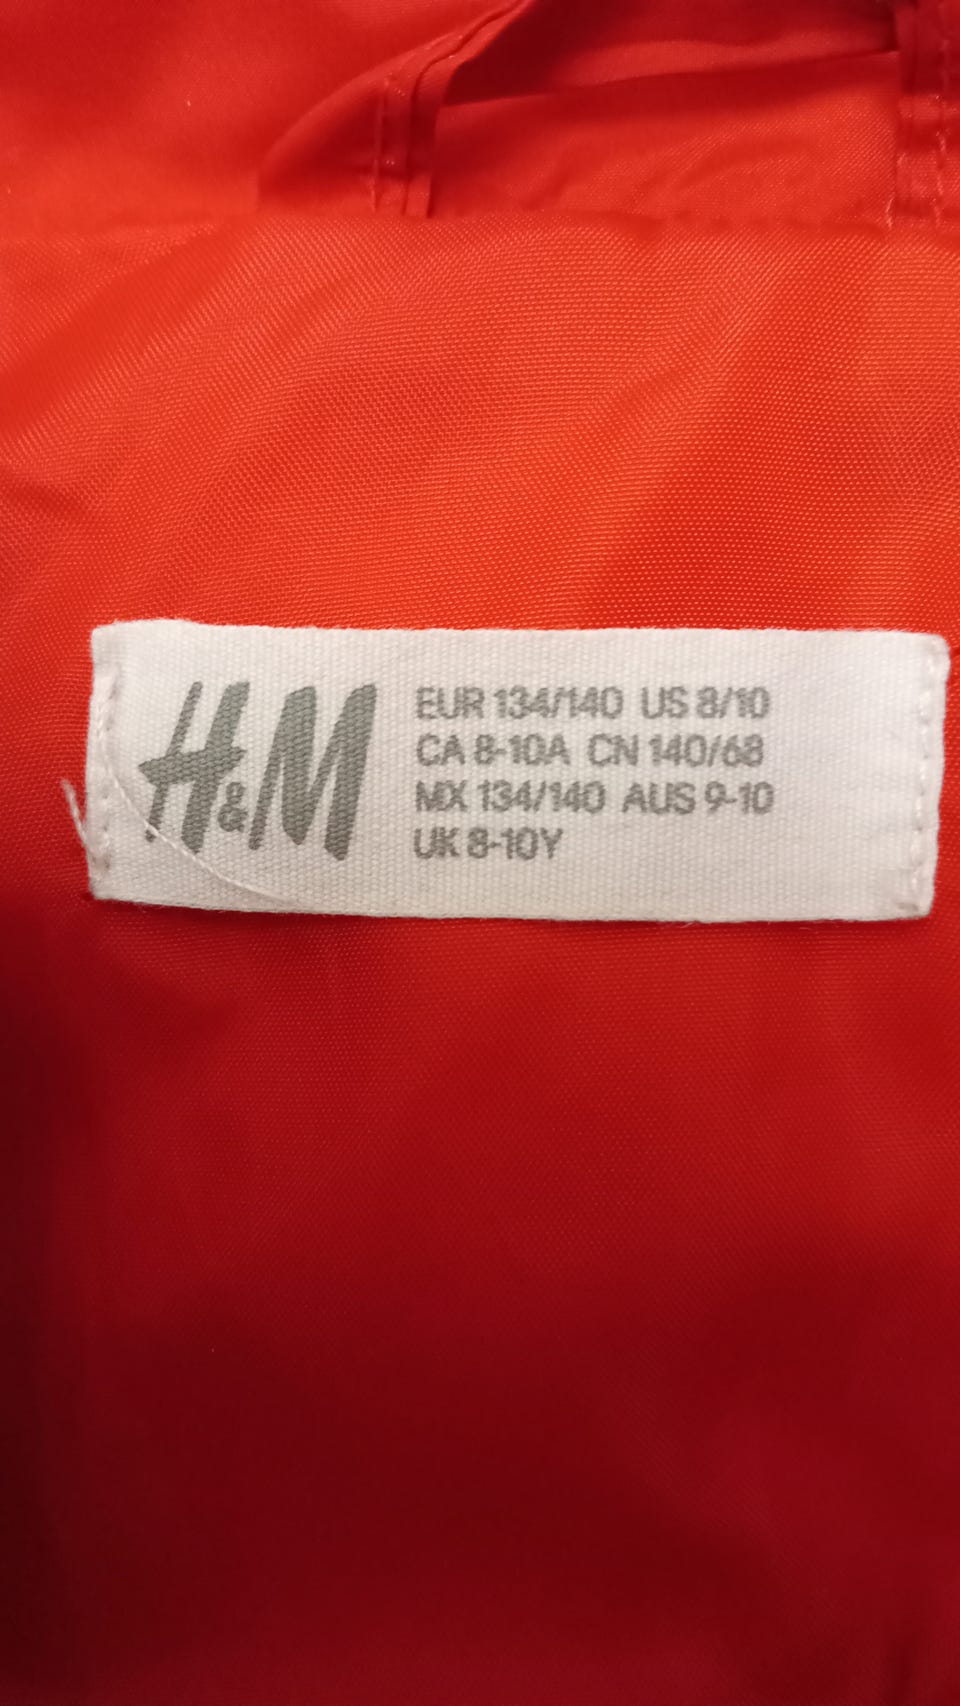 H&M
EUR 134/140 US 8/10
CA 8-10A CN 140/68
MX 134/140 AUS 9-10
UK 8-10Y